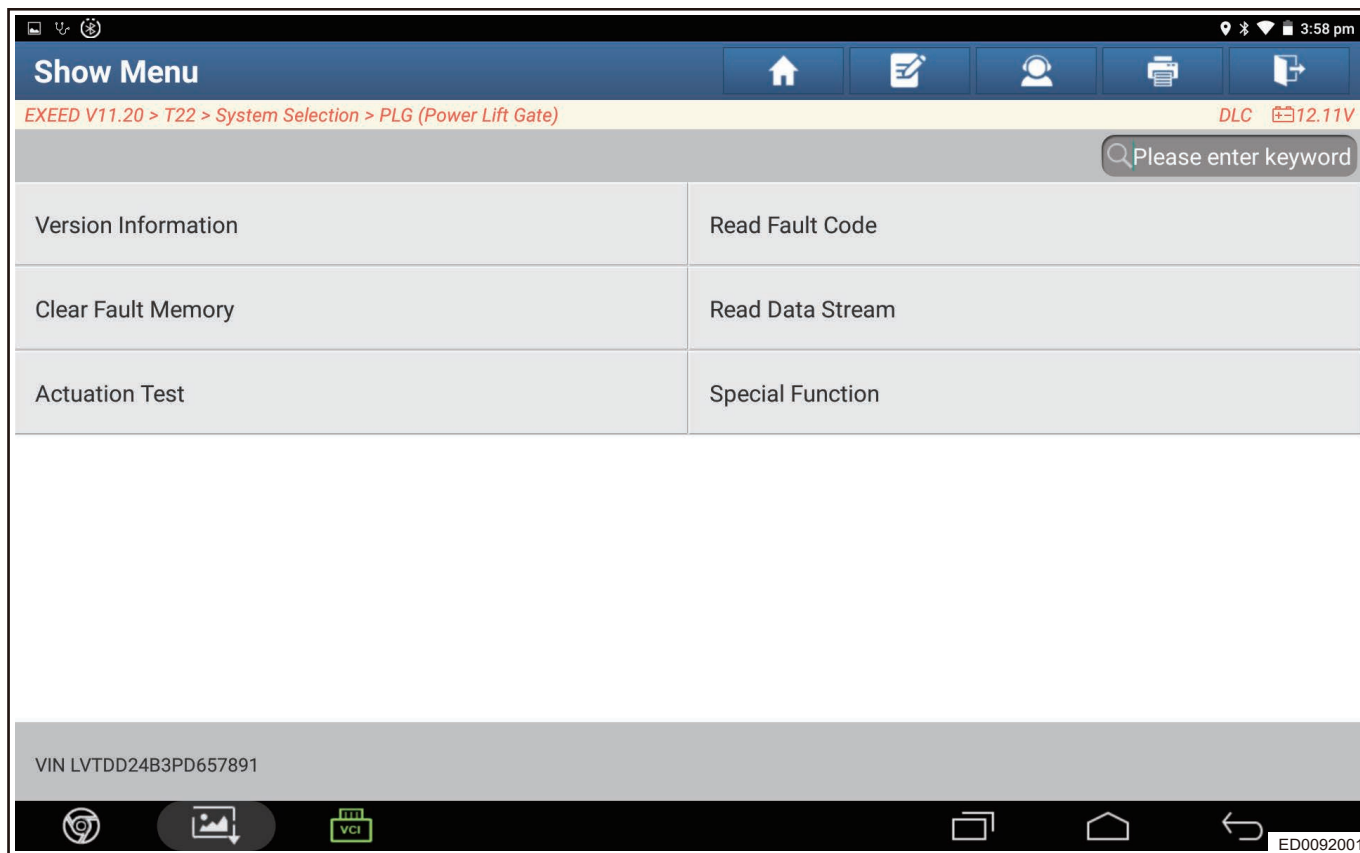 3:58 pm
Show Menu
EXEED V11.20 > T22 > System Selection > PLG (Power Lift Gate)
DLC 12.11V
Please enter keyword
Version Information
Read Fault Code
Clear Fault Memory
Read Data Stream
Actuation Test
Special Function
VIN LVTDD24B3PD657891
VCI
ED0092001